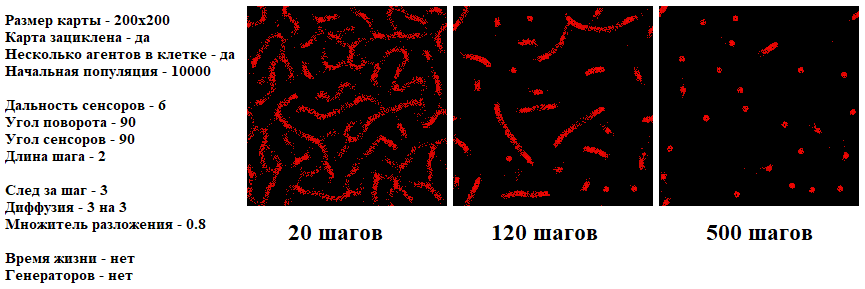 Размер карты - 200x200
Карта зациклена - да
Несколько агентов в клетке - да
Начальная популяция - 10000
Дальность сенсоров - 6
Угол поворота - 90
Угол сенсоров - 90
Длина шага - 2
След за шаг - 3
Диффузия - 3 на 3
Множитель разложения - 0.8
Время жизни - нет
Генераторов - нет
20 шагов
120 шагов
500 шагов